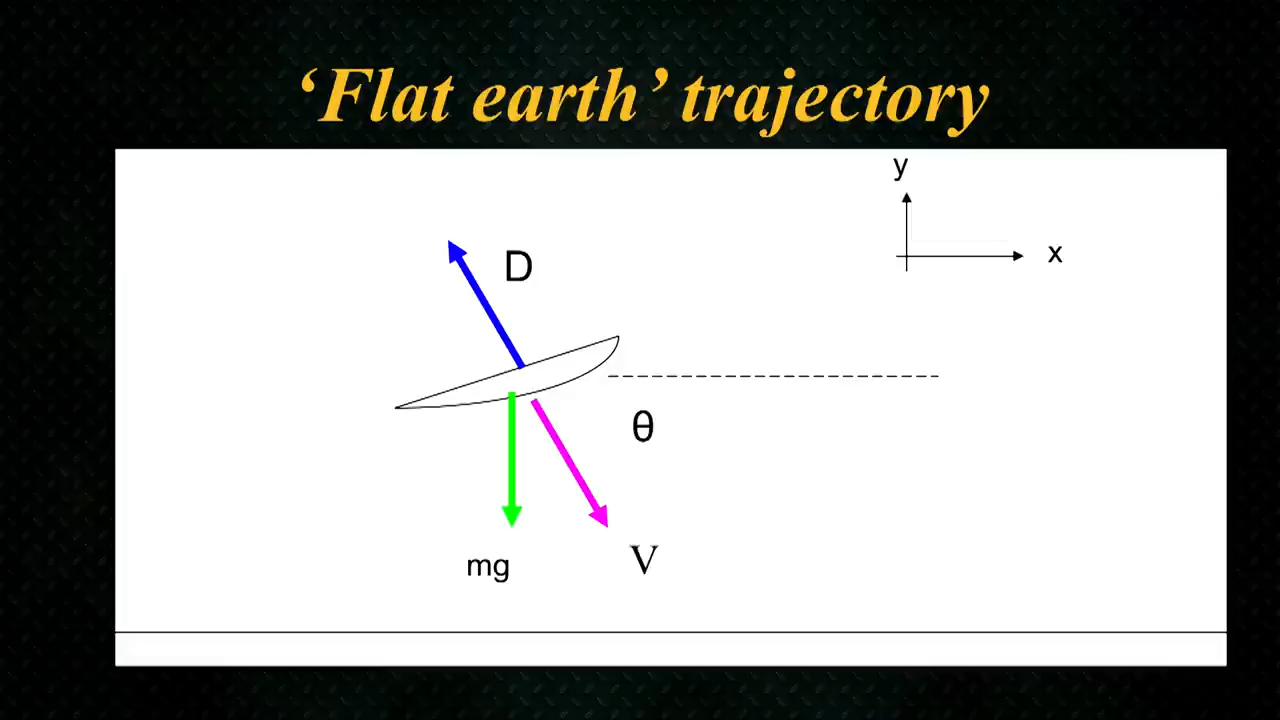 ‘Flat earth’ trajectory
y
x
D
θ
mg
V